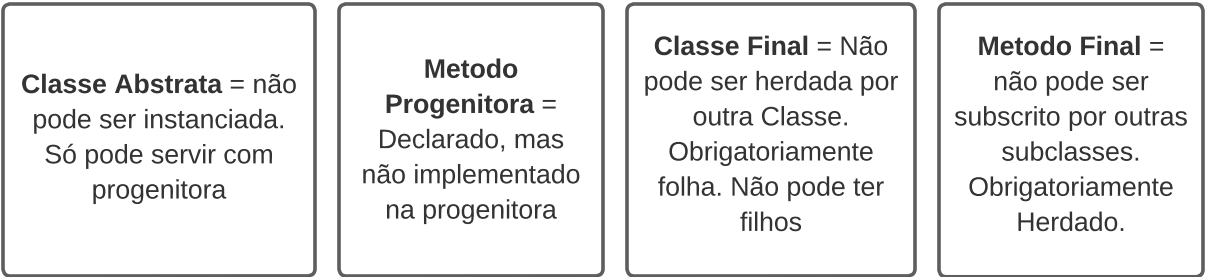 Classe Abstrata = não
pode ser instanciada.
Só pode servir com
progenitora
Metodo
Progenitora =
Declarado, mas
não implementado
na progenitora
Classe Final = Não
pode ser herdada por
outra Classe.
Obrigatoriamente
folha. Não pode ter
filhos
Metodo Final =
não pode ser
subscrito por outras
subclasses.
Obrigatoriamente
Herdado.